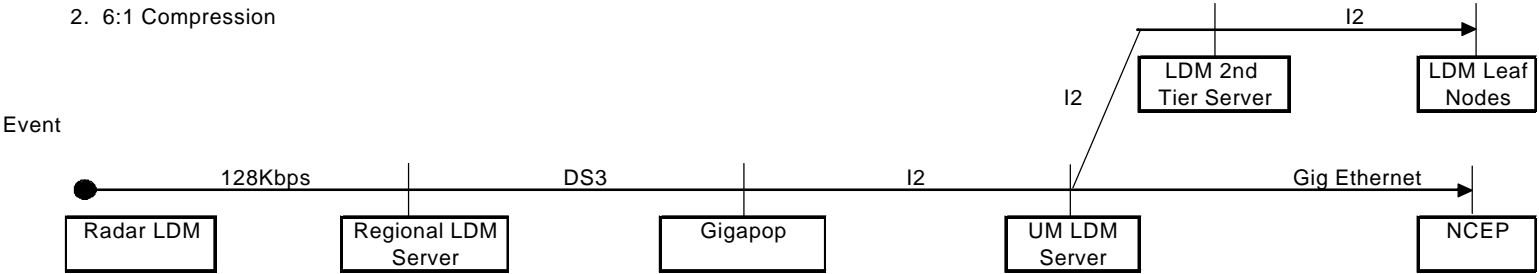 2. 6:1 Compression
I2
LDM 2nd
Tier Server
LDM Leaf
Nodes
I2
Event
128Kbps
DS3
I2
Gig Ethernet
Radar LDM
Regional LDM
Server
Gigapop
UM LDM
Server
NCEP